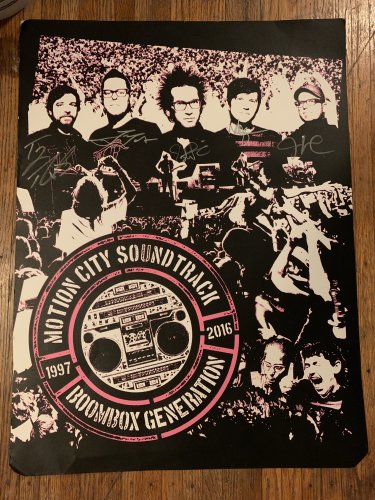 MOTION CITY SOUNDTRACK
1997
2016
BOOMBOX GENERATION